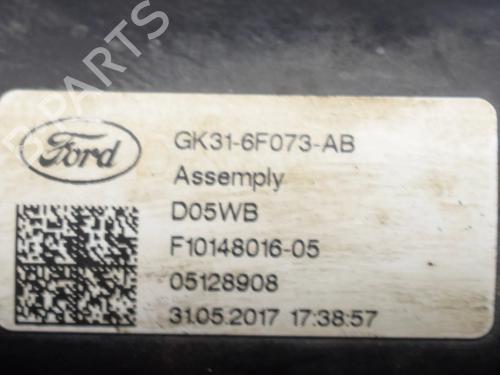 B PARTS
Ford
GK31-6F073-AB
Assemply
D05WB
F10148016-05
05128908
31.05.2017 17:38:57